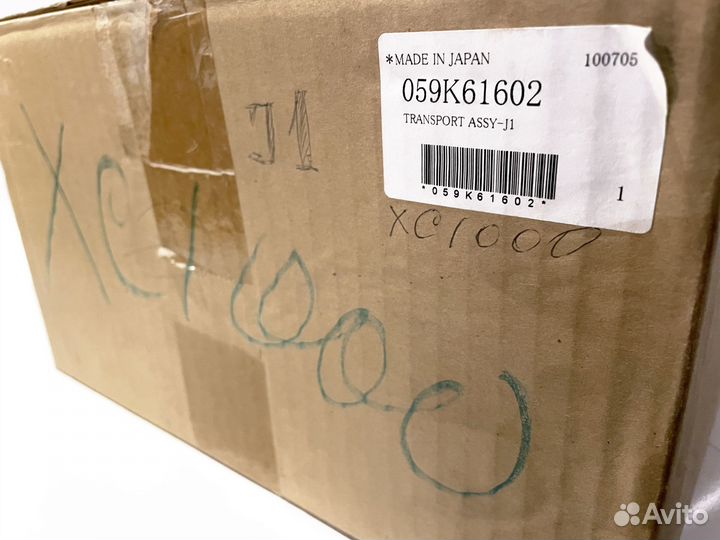 *MADE IN JAPAN 100705
059K61602
TRANSPORT ASSY-J1
*059K61602* 1
J1
XC1000
XC1000
Avito